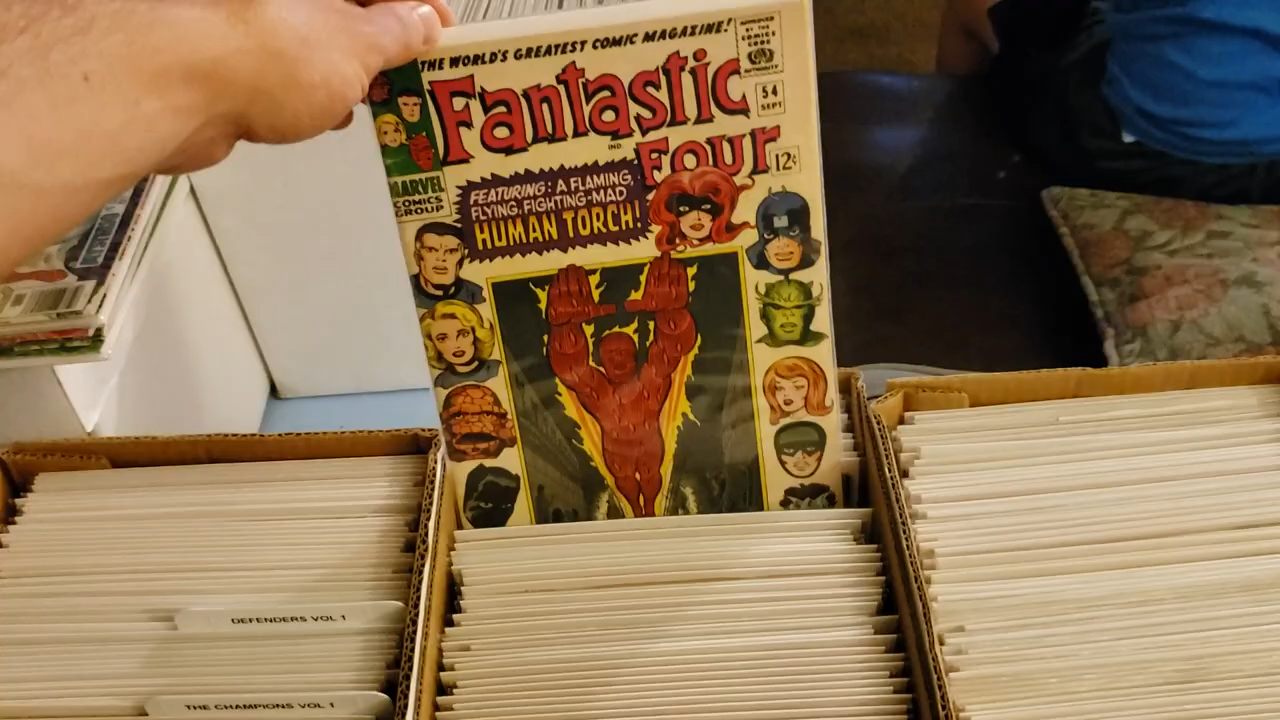 THE WORLD'S GREATEST COMIC MAGAZINE!
APPROVED
BY THE
COMICS
CODE
AUTHORITY
Fantastic
Four
54
SEPT
IND
12¢
MARVEL
COMICS
GROUP
FEATURING: A FLAMING,
FLYING, FIGHTING-MAD
HUMAN TORCH!
DEFENDERS VOL 1
THE CHAMPIONS VOL 1